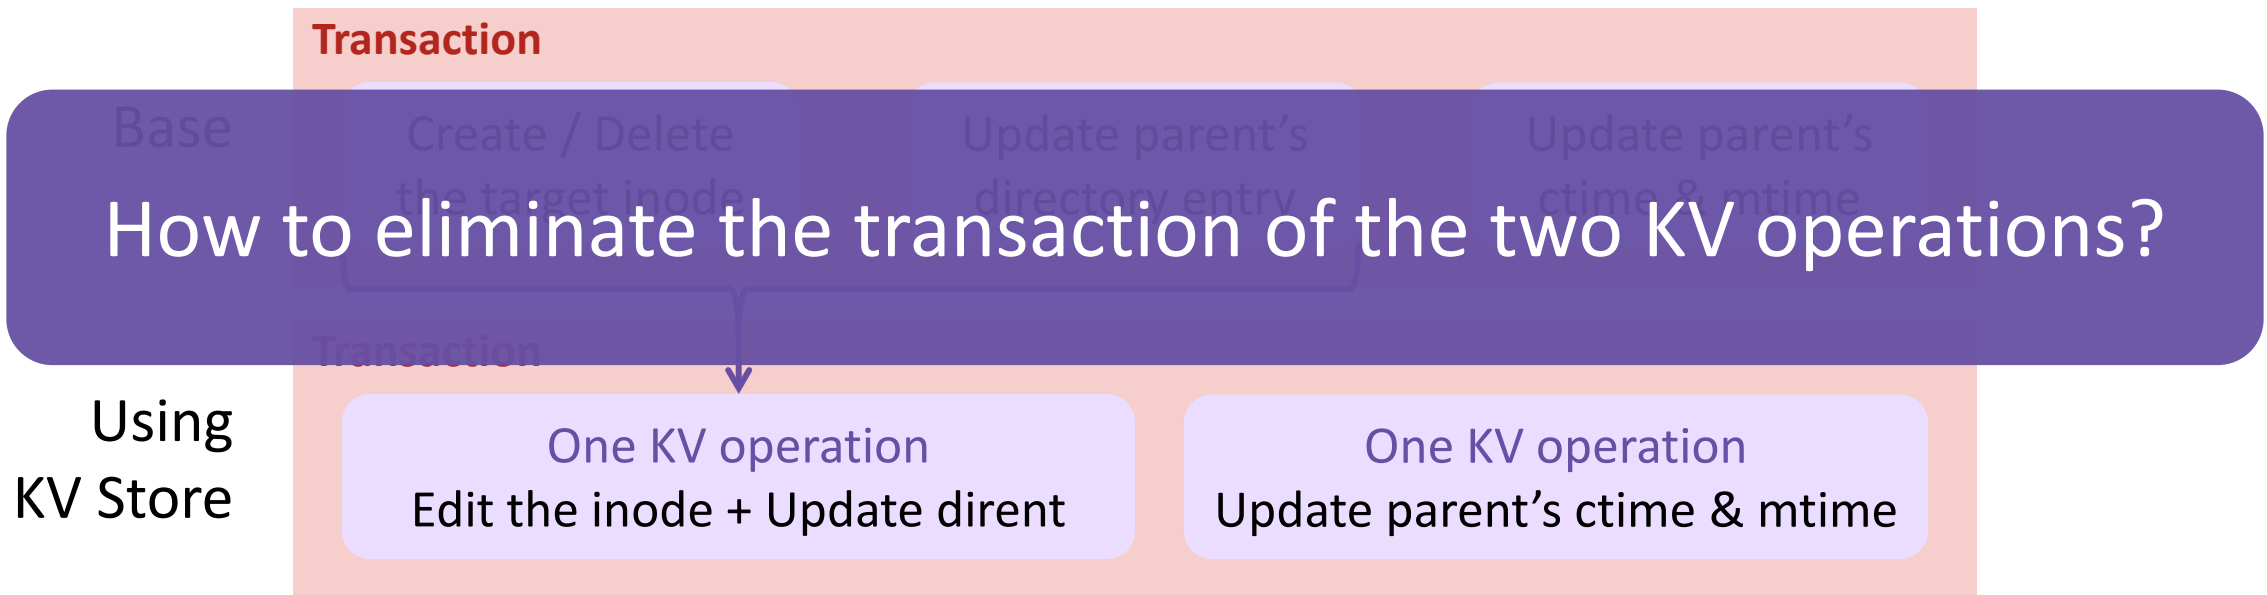 Transaction
Base
Create / Delete
the target inode
Update parent’s
directory entry
Update parent’s
ctime & mtime
How to eliminate the transaction of the two KV operations?
Transaction
Using
KV Store
One KV operation
Edit the inode + Update dirent
One KV operation
Update parent’s ctime & mtime